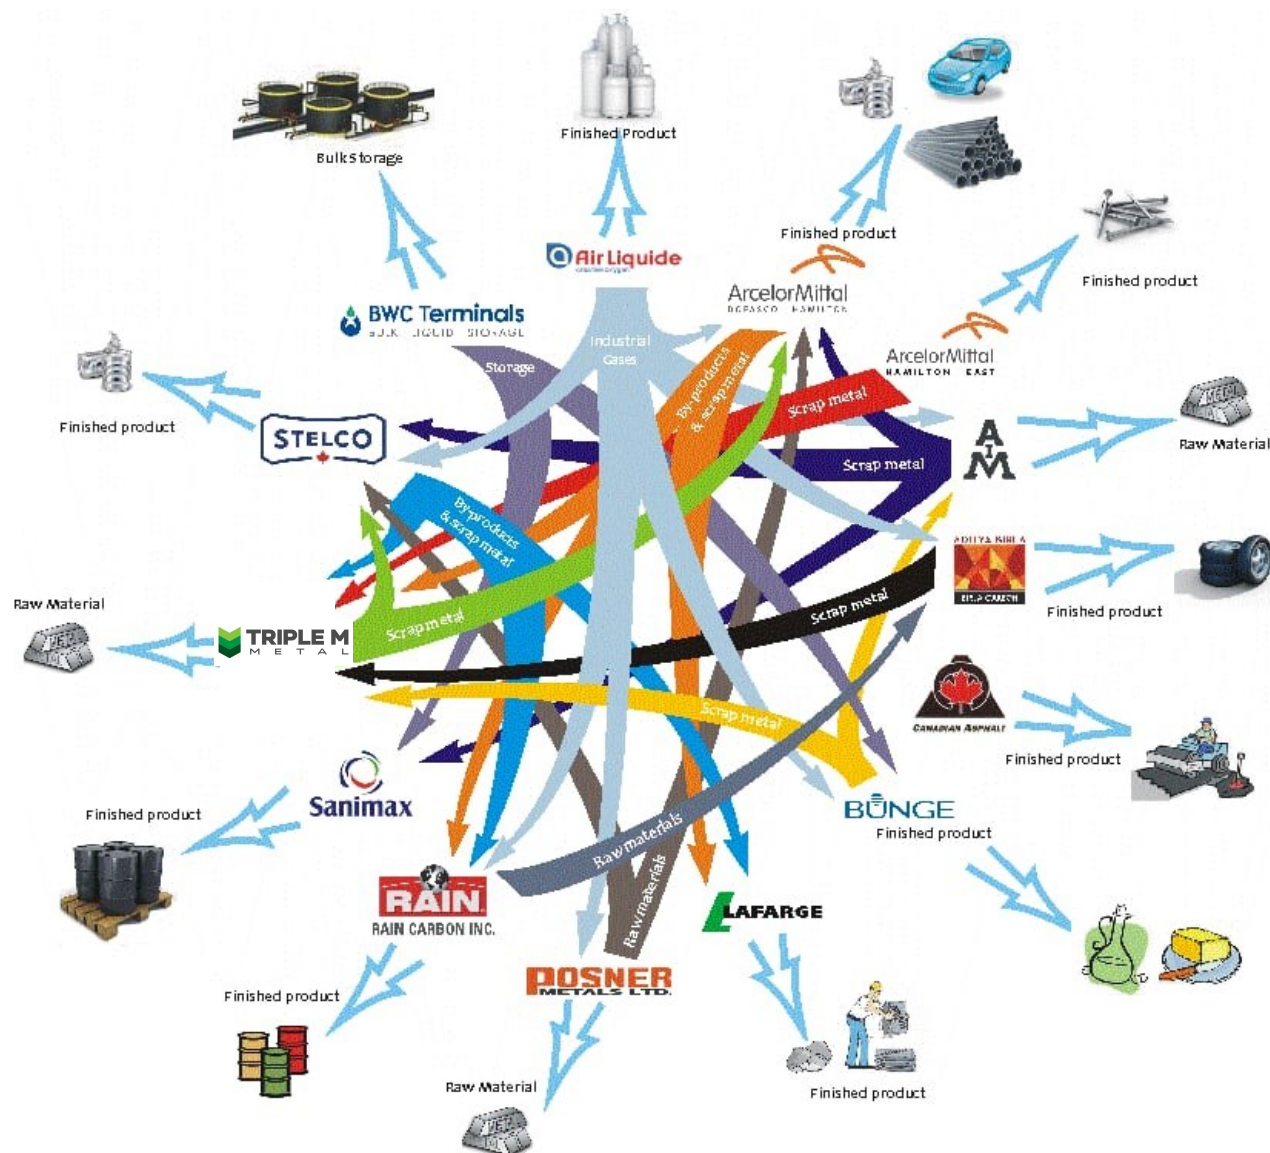 Finished Product
Bulk Storage
Finished product
Air Liquide
creative oxygen
Finished product
ArcelorMittal
DOFASCO HAMILTON
BWC Terminals
BULK LIQUID STORAGE
Industrial
Gases
Storage
By-products
& scrap metal
ArcelorMittal
HAMILTON EAST
Scrap metal
Finished product
STELCO
Raw Material
AIM
Scrap metal
By-products
& scrap metal
ADITYA BIRLA
BIRLA CARBON
Scrap metal
Finished product
Raw Material
TRIPLE M
METAL
Scrap metal
Scrap metal
CANADIAN ASPHALT
Finished product
Sanimax
BUNGE
Finished product
Finished product
Raw materials
Raw materials
RAIN
RAIN CARBON INC.
LAFARGE
POSNER
METALS LTD.
Finished product
Raw Material
Finished product